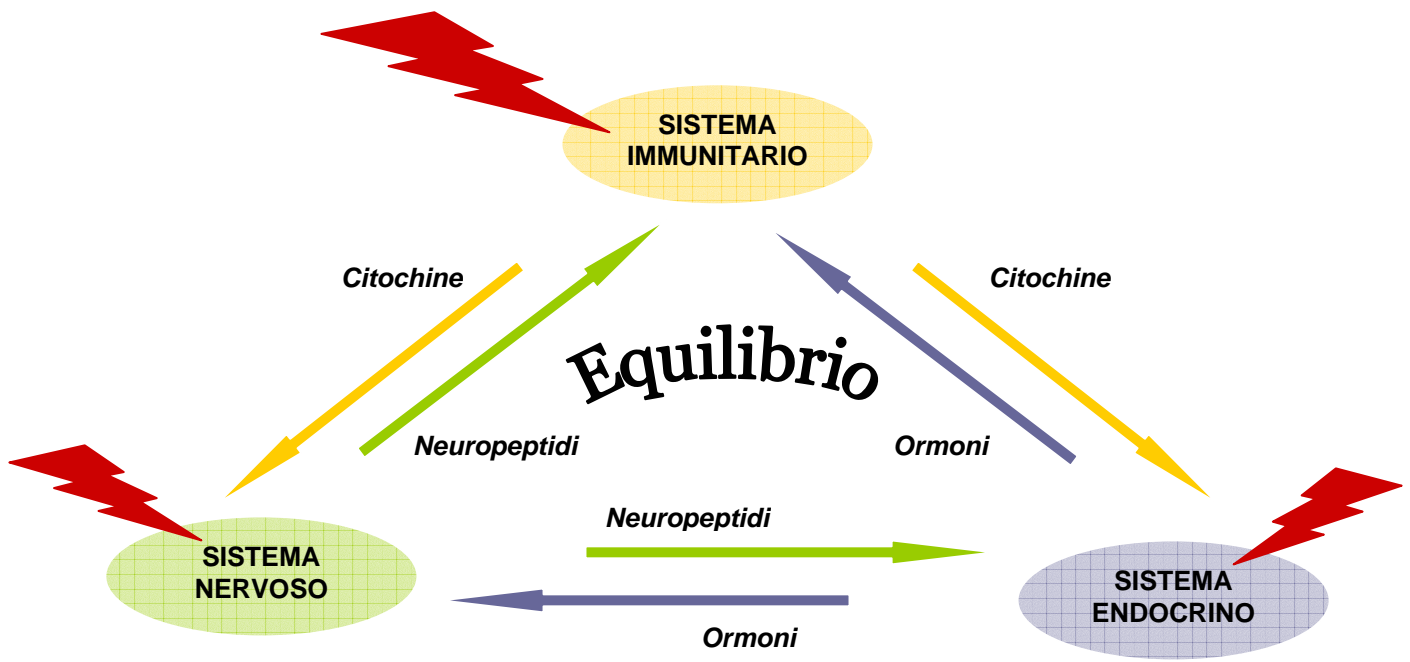 SISTEMA
IMMUNITARIO
Citochine
Citochine
Equilibrio
Neuropeptidi
Ormoni
Neuropeptidi
SISTEMA
NERVOSO
SISTEMA
ENDOCRINO
Ormoni